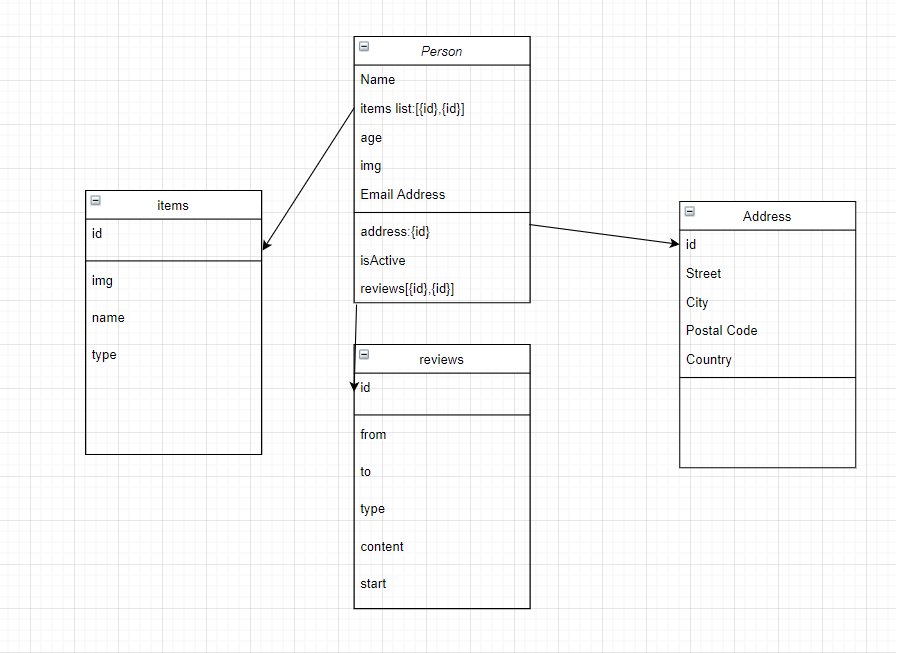 Person
Name
items list:[{id},{id}]
age
img
Email Address
address:{id}
isActive
reviews[{id},{id}]
items
id
img
name
type
Address
id
Street
City
Postal Code
Country
reviews
id
from
to
type
content
start